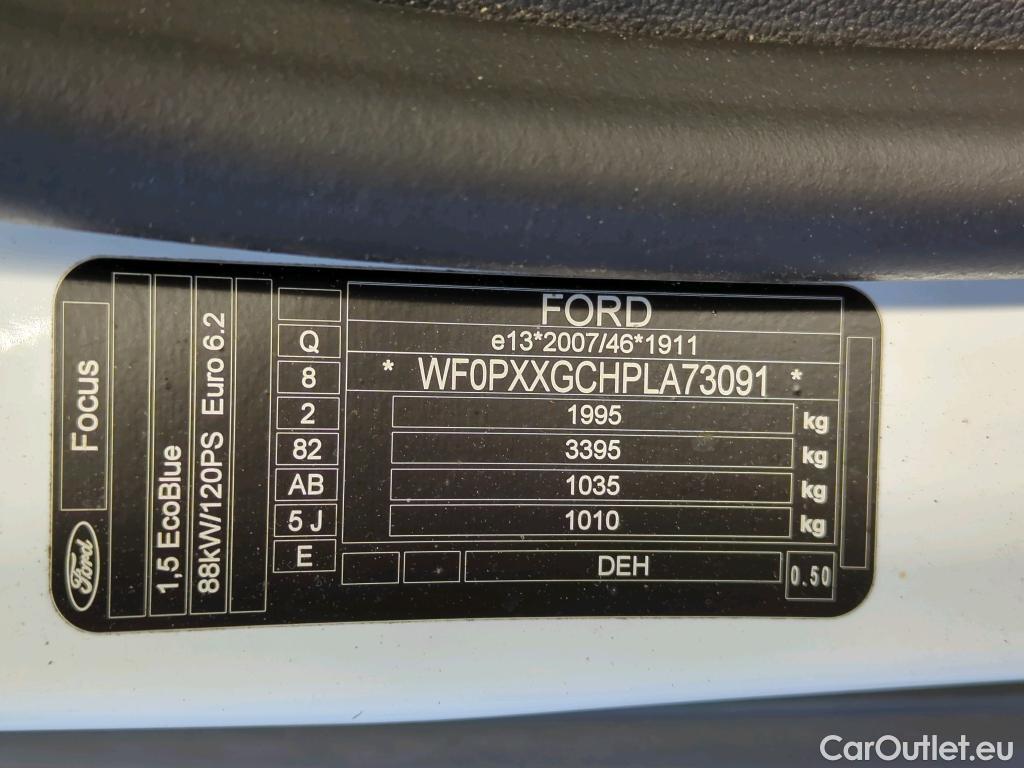 Focus
Ford
1,5 EcoBlue
88kW/120PS Euro 6.2
Q
8
2
82
AB
5 J
E
FORD
e13*2007/46*1911
* WF0PXXGCHPLA73091 *
1995 kg
3395 kg
1035 kg
1010 kg
DEH
0.50
CarOutlet.eu